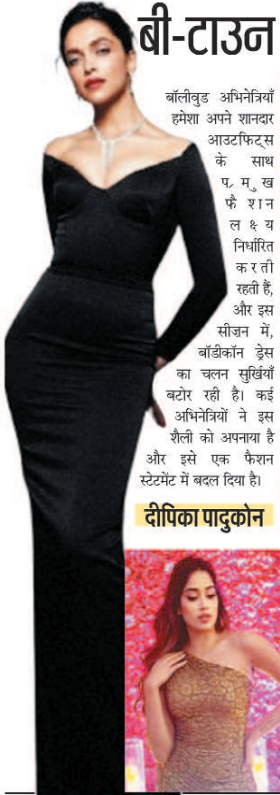 बी-टाउन
बॉलीवुड अभिनेत्रियाँ
हमेशा अपने शानदार
आउटफिट्स
के साथ
प्रमुख
फैशन
लक्ष्य
निर्धारित
करती
रहती हैं,
और इस
सीजन में,
बॉडीकॉन ड्रेस
का चलन सुर्खियाँ
बटोर रही है। कई
अभिनेत्रियों ने इस
शैली को अपनाया है
और इसे एक फैशन
स्टेटमेंट में बदल दिया है।
दीपिका पादुकोन